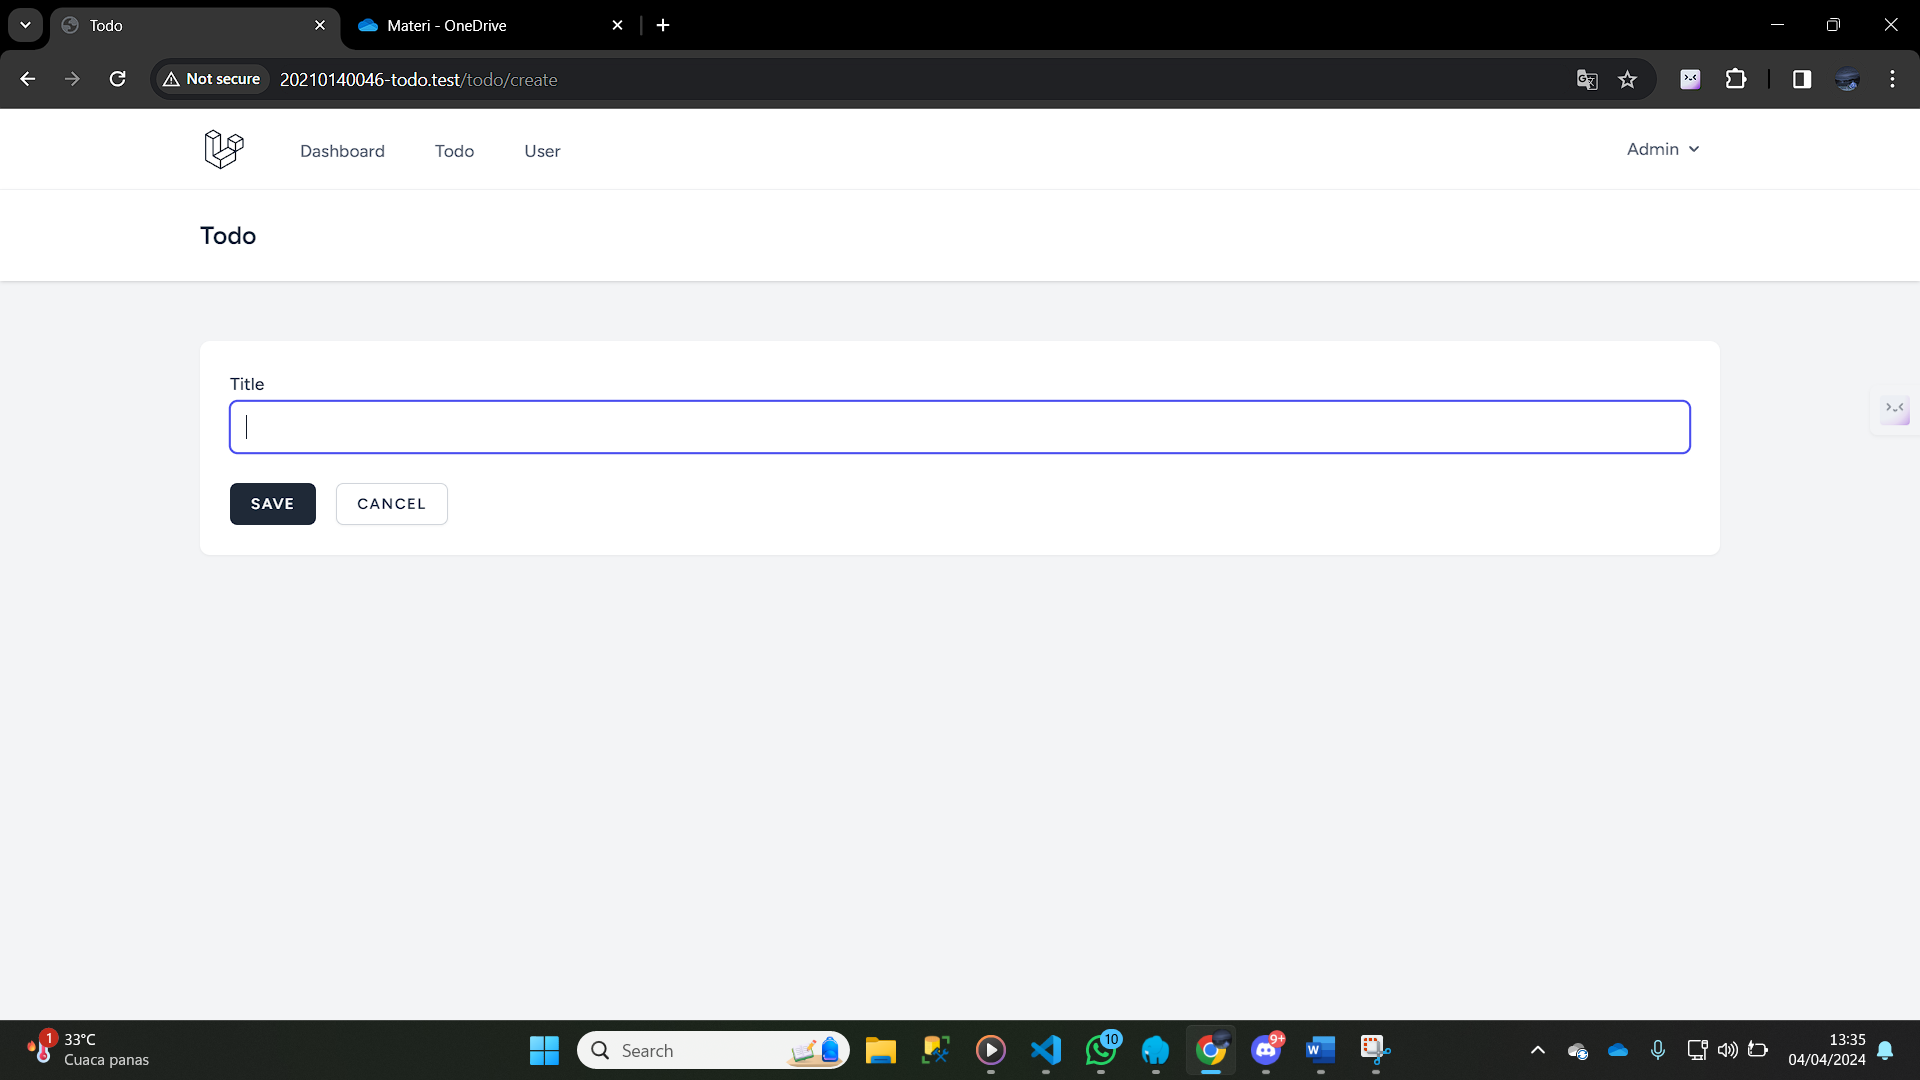 Todo
Materi - OneDrive
Not secure
20210140046-todo.test/todo/create
Dashboard
Todo
User
Admin
Todo
Title
SAVE
CANCEL
1
33°C
Cuaca panas
Search
10
9+
13:35
04/04/2024